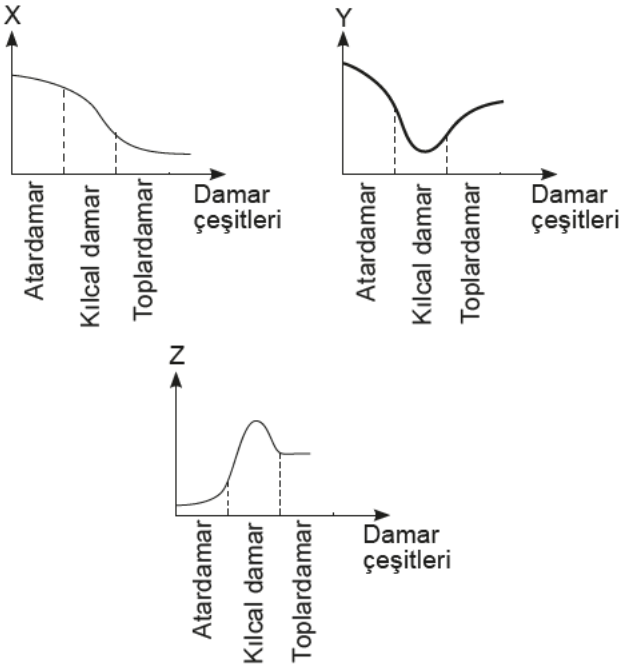 X
Damar
çeşitleri
Atardamar
Kılcal damar
Toplardamar
Y
Damar
çeşitleri
Atardamar
Kılcal damar
Toplardamar
Z
Damar
çeşitleri
Atardamar
Kılcal damar
Toplardamar